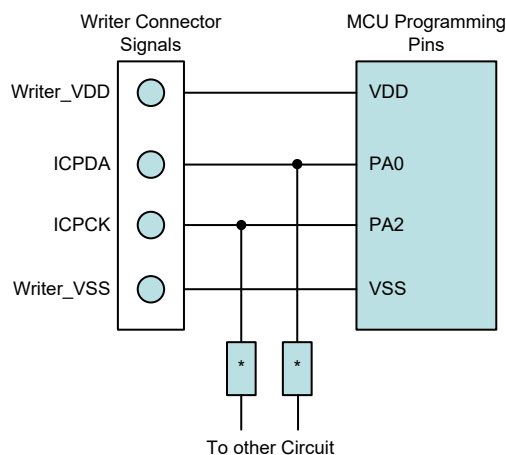 Writer Connector
Signals
MCU Programming
Pins
Writer_VDD
VDD
ICPDA
PA0
ICPCK
PA2
Writer_VSS
VSS
*
*
To other Circuit